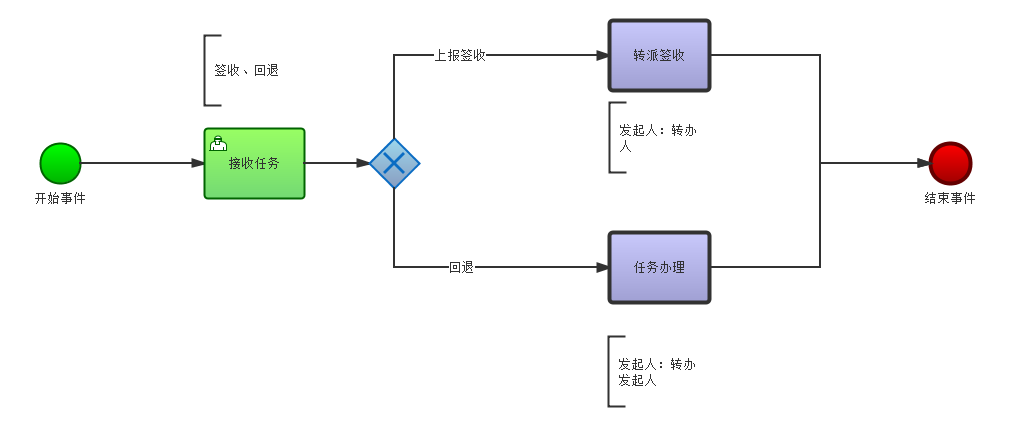 签收、回退
上报签收
转派签收
发起人：转办
人
接收任务
开始事件
结束事件
回退
任务办理
发起人：转办
发起人